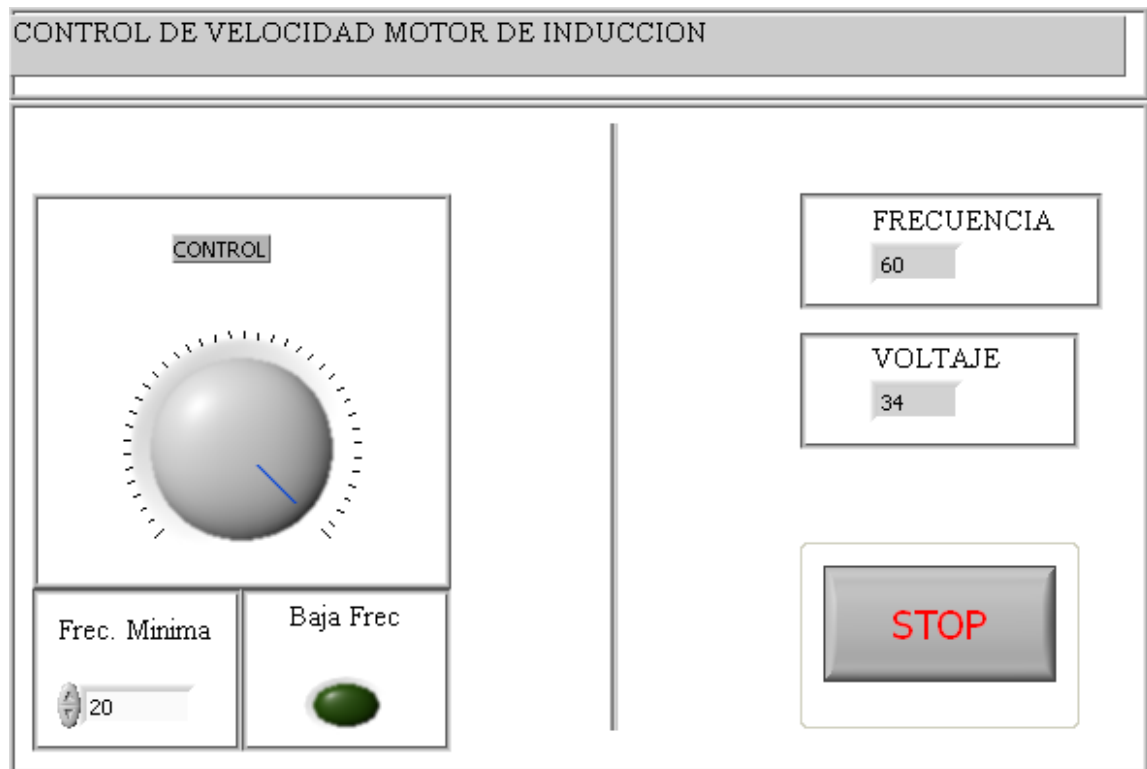 CONTROL DE VELOCIDAD MOTOR DE INDUCCION
CONTROL
Frec. Minima
20
Baja Frec
FRECUENCIA
60
VOLTAJE
34
STOP